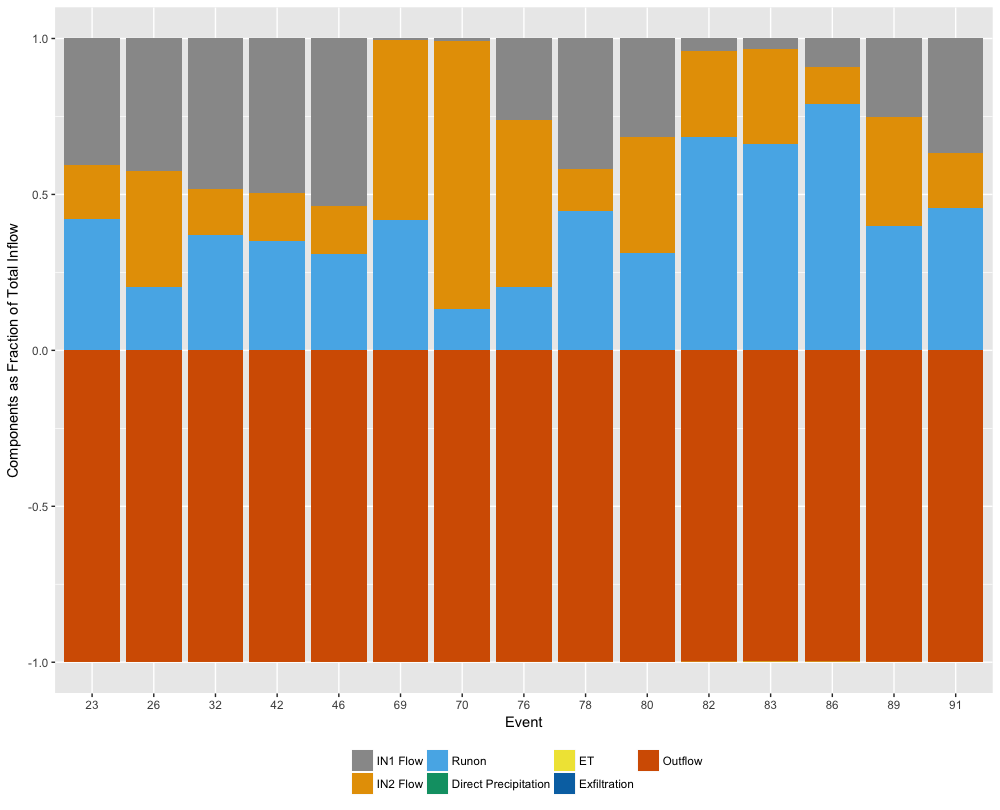 Components as Fraction of Total Inflow
1.0
0.5
0.0
-0.5
-1.0
23 26 32 42 46 69 70 76 78 80 82 83 86 89 91
Event
IN1 Flow Runon ET Outflow
IN2 Flow Direct Precipitation Exfiltration